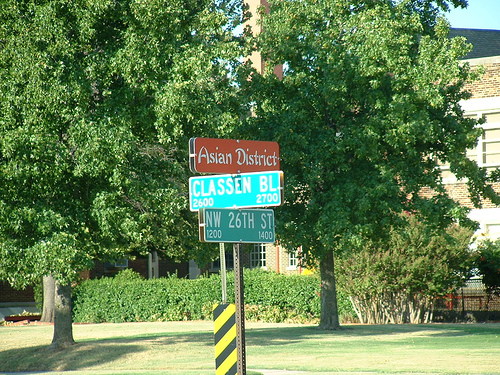 Asian District
CLASSEN BL
2600 2700
NW 26TH ST
1200 1400